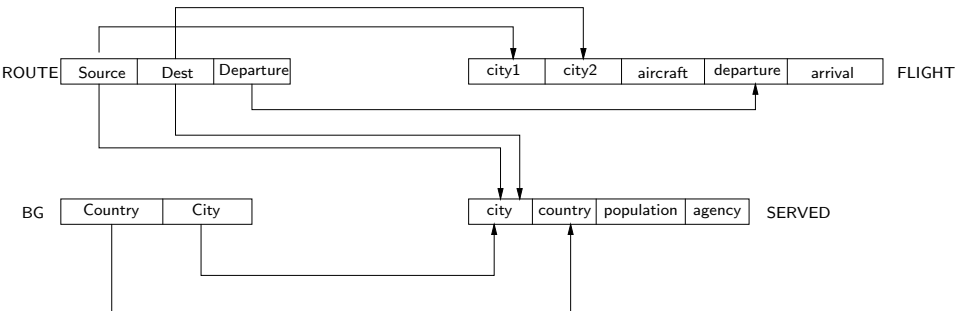 ROUTE Source Dest Departure city1 city2 aircraft departure arrival FLIGHT
BG Country City city country population agency SERVED